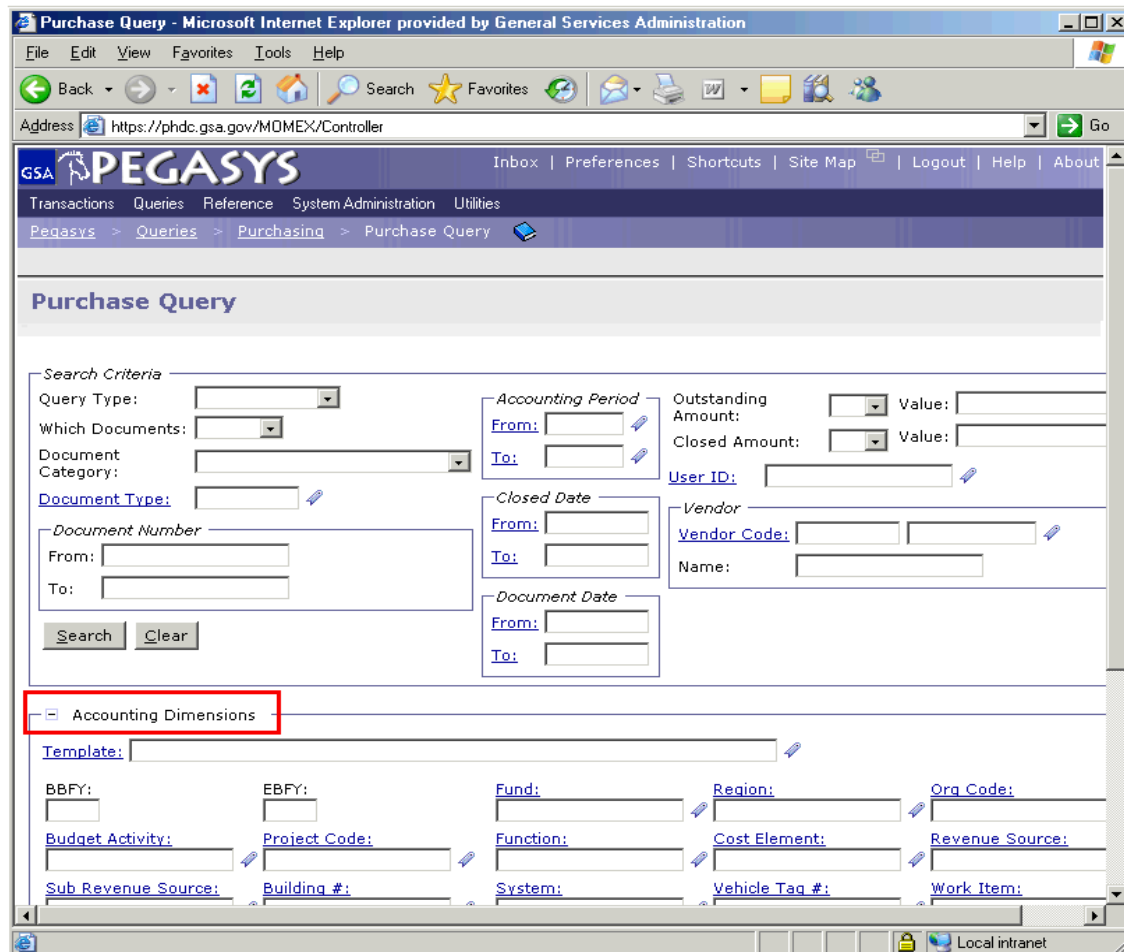 Purchase Query - Microsoft Internet Explorer provided by General Services Administration
File Edit View Favorites Tools Help
Back Search Favorites
Address https://phdc.gsa.gov/MOMEX/Controller Go
GSA PEGASYS Inbox | Preferences | Shortcuts | Site Map | Logout | Help | About
Transactions Queries Reference System Administration Utilities
Pegasys > Queries > Purchasing > Purchase Query
Purchase Query
Search Criteria
Query Type:
Which Documents:
Document
Category:
Document Type:
Document Number
From:
To:
Search Clear
Accounting Period
From:
To:
Closed Date
From:
To:
Document Date
From:
To:
Outstanding
Amount: Value:
Closed Amount: Value:
User ID:
Vendor
Vendor Code:
Name:
Accounting Dimensions
Template:
BBFY: EBFY: Fund: Region: Org Code:
Budget Activity: Project Code: Function: Cost Element: Revenue Source:
Sub Revenue Source: Building #: System: Vehicle Tag #: Work Item:
Local intranet